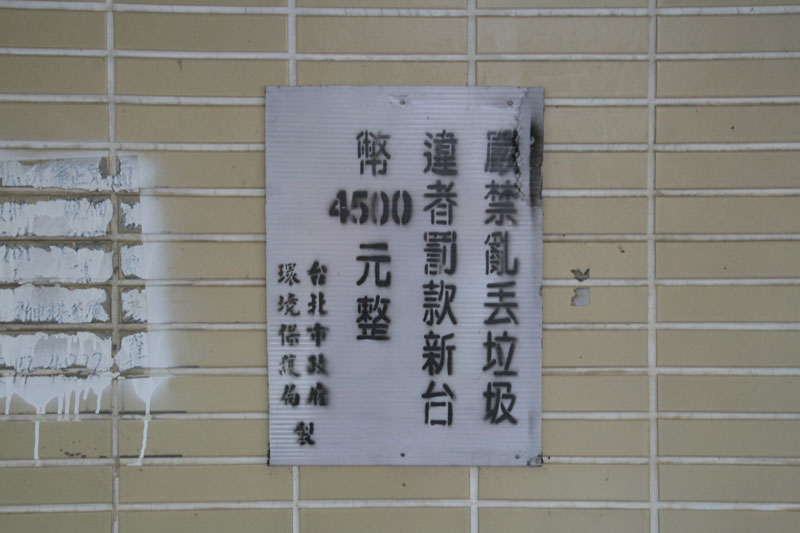 嚴禁亂丟垃圾
違者罰款新台
幣4500元整
台北市政府
環境保護局
製